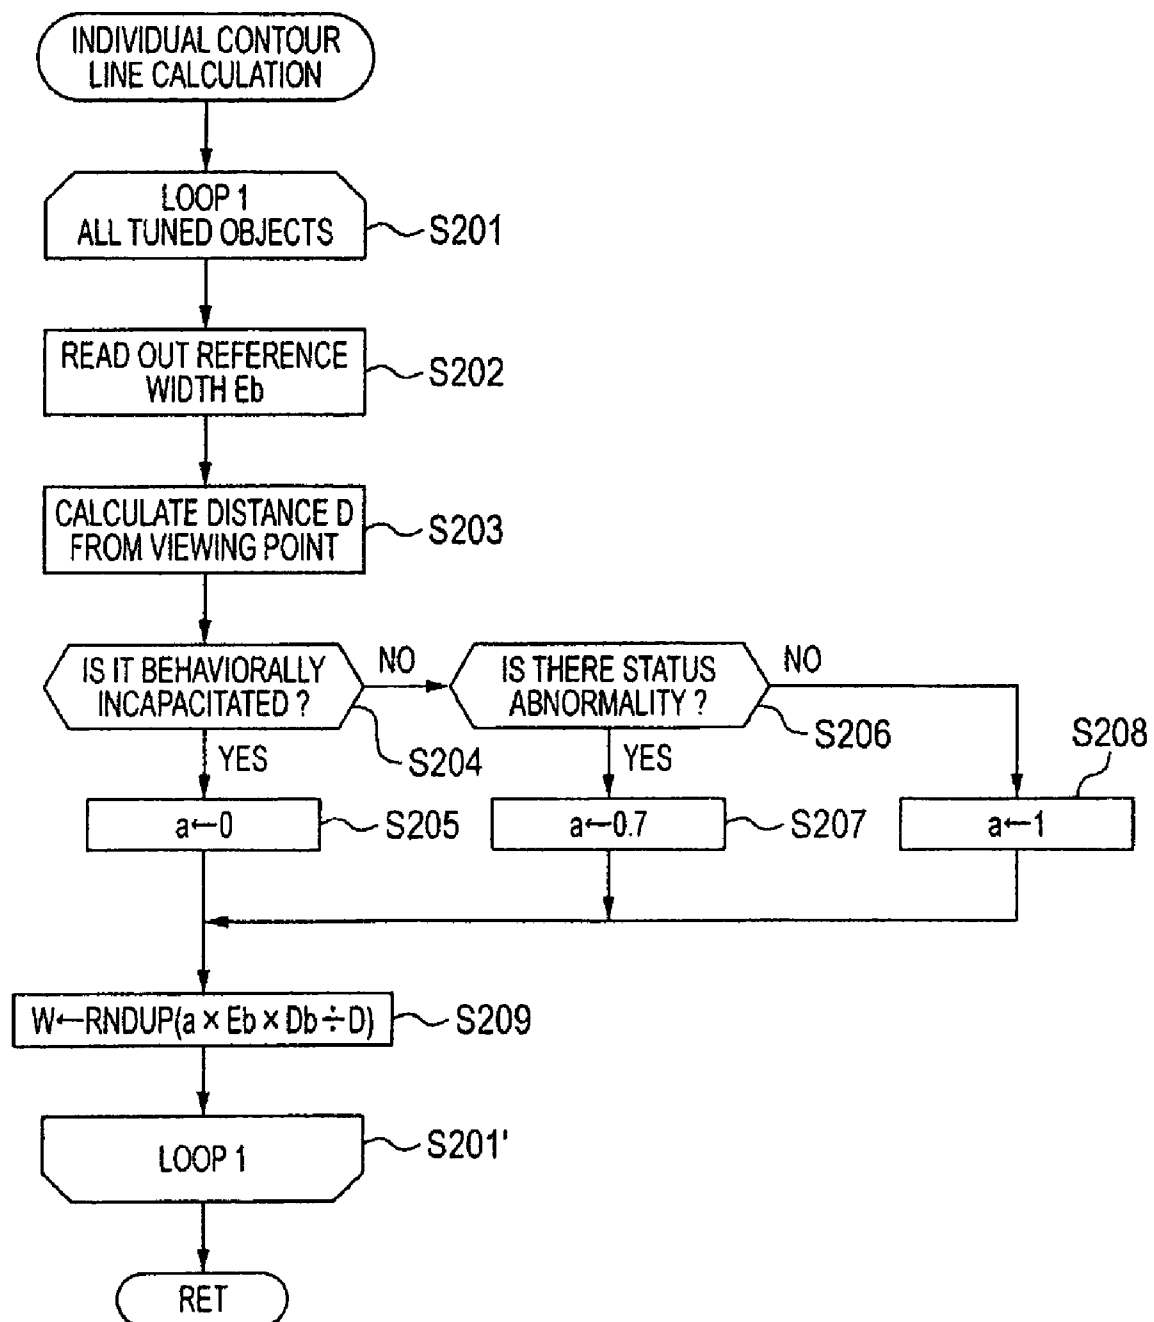 INDIVIDUAL CONTOUR
LINE CALCULATION
LOOP 1
ALL TUNED OBJECTS
S201
READ OUT REFERENCE
WIDTH Eb
S202
CALCULATE DISTANCE D
FROM VIEWING POINT
S203
IS IT BEHAVIORALLY
INCAPACITATED ?
S204
NO
YES
IS THERE STATUS
ABNORMALITY ?
S206
NO
YES
a←0
S205
a←0.7
S207
a←1
S208
W←RNDUP(a × Eb × Db ÷ D)
S209
LOOP 1
S201'
RET